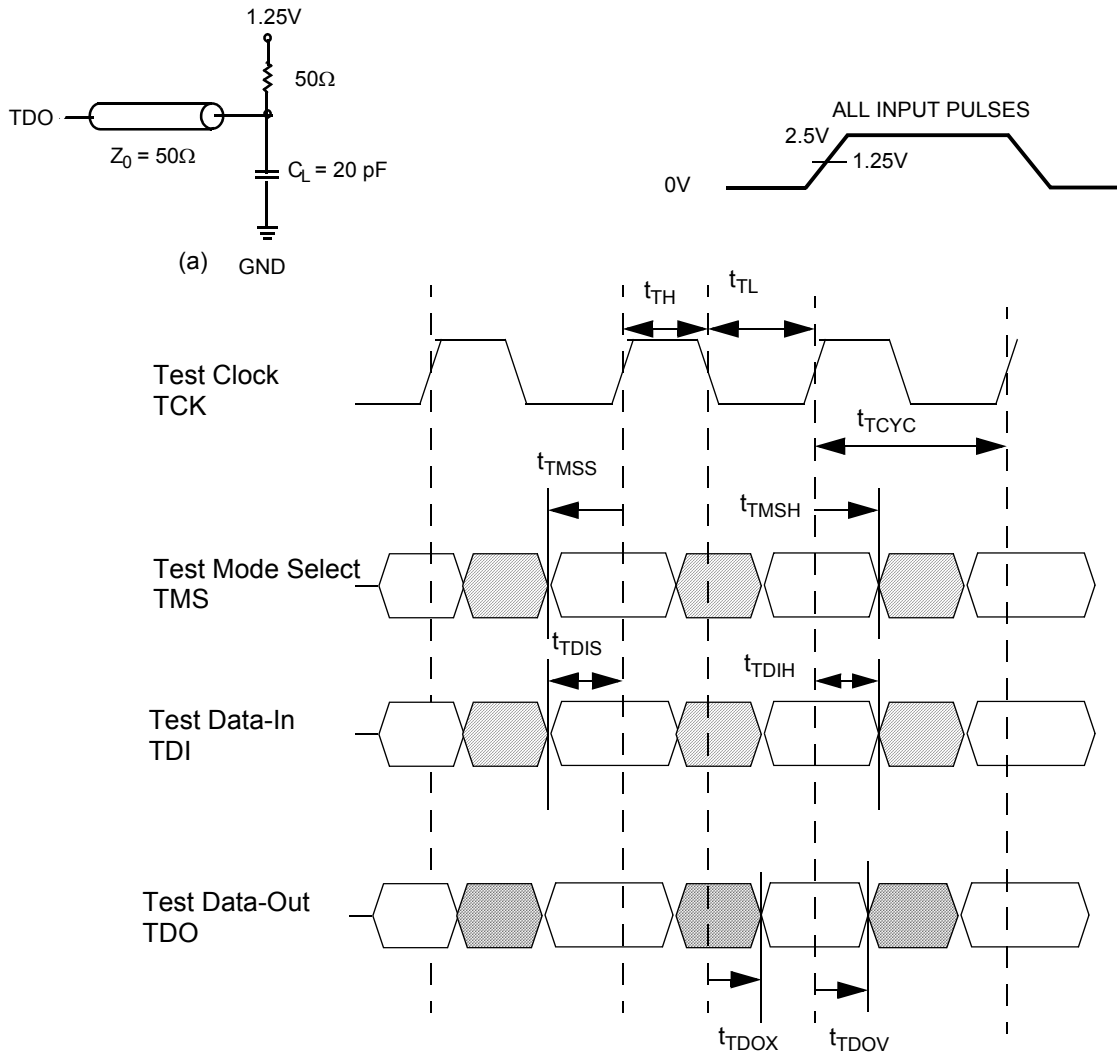 1.25V
50Ω
TDO
Z0 = 50Ω
CL = 20 pF
(a) GND
ALL INPUT PULSES
2.5V
1.25V
0V
tTH
tTL
Test Clock
TCK
tTCYC
tTMSS
tTMSH
Test Mode Select
TMS
tTDIS
tTDIH
Test Data-In
TDI
Test Data-Out
TDO
tTDOX
tTDOV